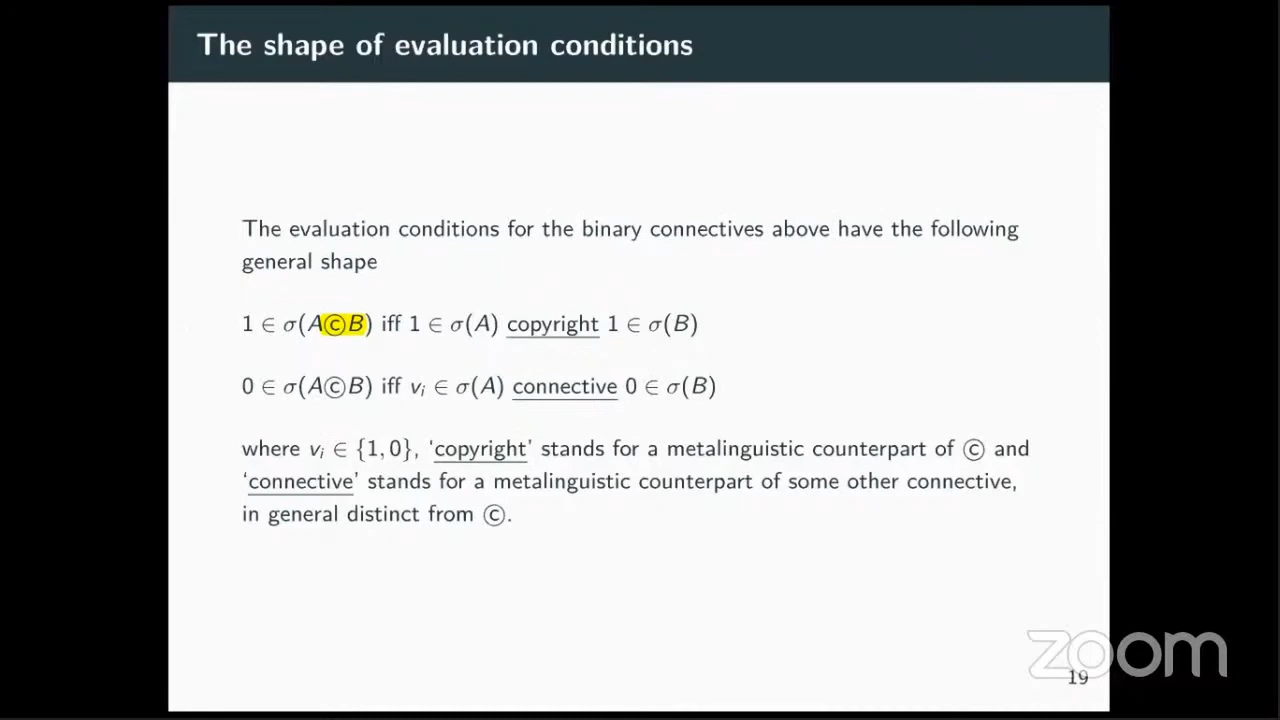 The shape of evaluation conditions
The evaluation conditions for the binary connectives above have the following
general shape
1 ∈ σ(A©B) iff 1 ∈ σ(A) copyright 1 ∈ σ(B)
0 ∈ σ(A©B) iff vᵢ ∈ σ(A) connective 0 ∈ σ(B)
where vᵢ ∈ {1, 0}, ‘copyright’ stands for a metalinguistic counterpart of © and
‘connective’ stands for a metalinguistic counterpart of some other connective,
in general distinct from ©.
zoom
19